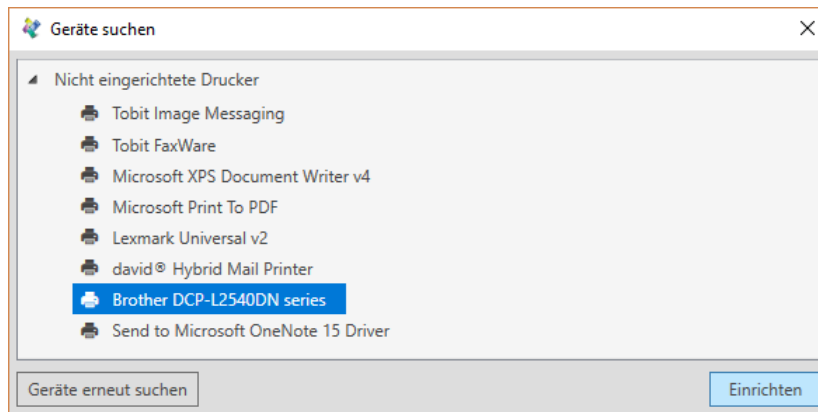 Geräte suchen
Nicht eingerichtete Drucker
Tobit Image Messaging
Tobit FaxWare
Microsoft XPS Document Writer v4
Microsoft Print To PDF
Lexmark Universal v2
david® Hybrid Mail Printer
Brother DCP-L2540DN series
Send to Microsoft OneNote 15 Driver
Geräte erneut suchen
Einrichten